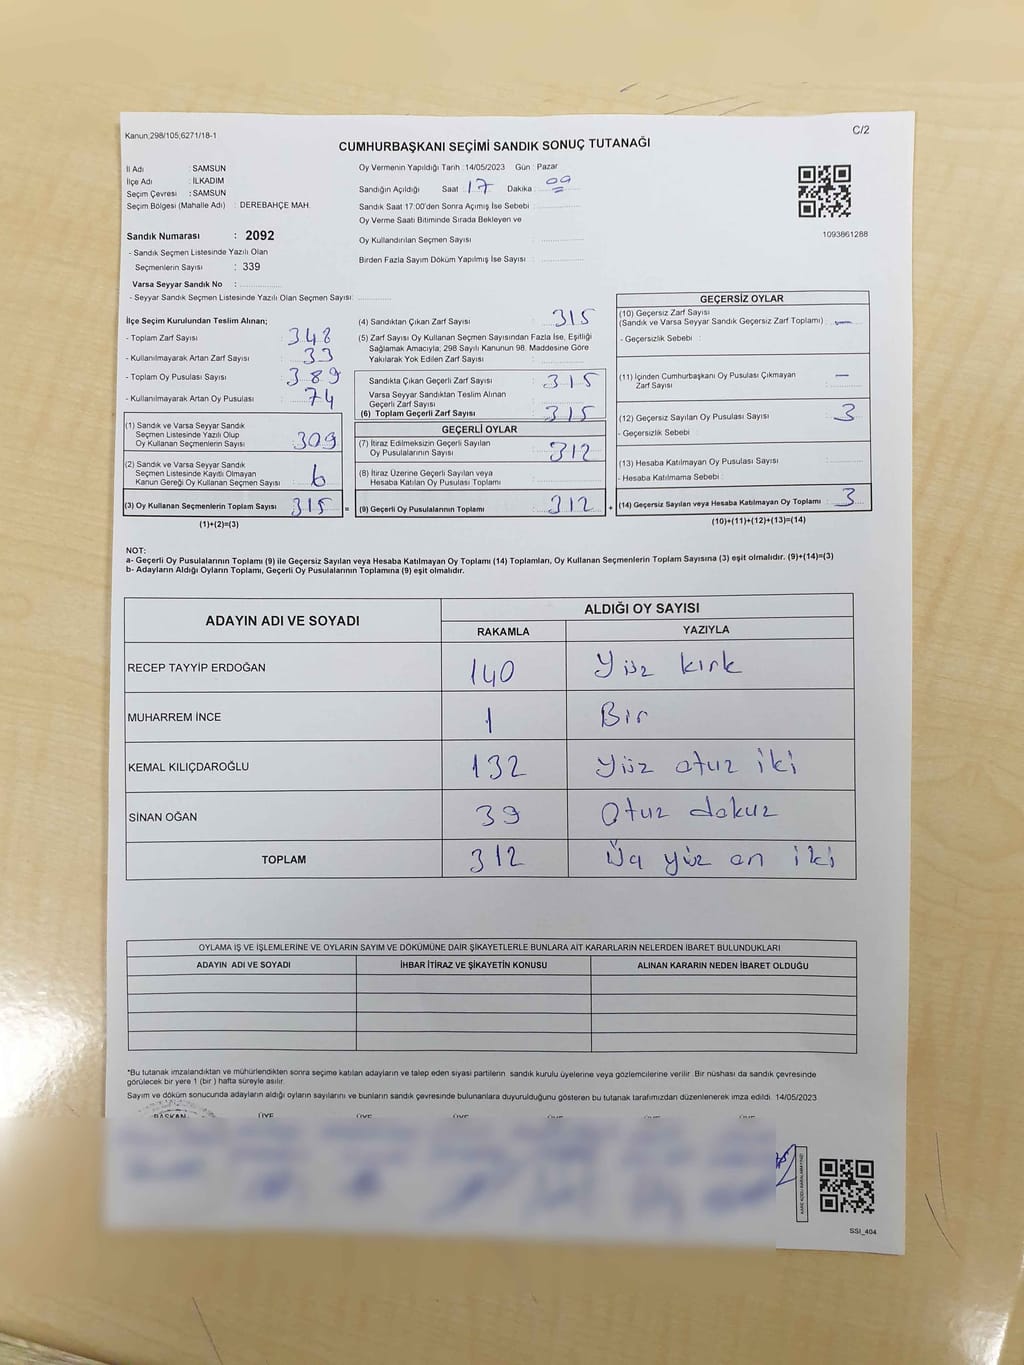 Kanun;298/105;6271/18-1
C/2
CUMHURBAŞKANI SEÇİMİ SANDIK SONUÇ TUTANAĞI
İl Adı : SAMSUN
İlçe Adı : İLKADIM
Seçim Çevresi : SAMSUN
Seçim Bölgesi (Mahalle Adı) : DEREBAHÇE MAH.
Sandık Numarası : 2092
- Sandık Seçmen Listesinde Yazılı Olan
Seçmenlerin Sayısı : 339
Varsa Seyyar Sandık No :
- Seyyar Sandık Seçmen Listesinde Yazılı Olan Seçmen Sayısı:
Oy Vermenin Yapıldığı Tarih :14/05/2023 Gün : Pazar
Sandığın Açıldığı Saat : 17 Dakika :
Sandık Saat 17:00'den Sonra Açımış İse Sebebi :
Oy Verme Saati Bitiminde Sırada Bekleyen ve
Oy Kullandırılan Seçmen Sayısı :
Birden Fazla Sayım Döküm Yapılmış İse Sayısı :
1093861288
İlçe Seçim Kurulundan Teslim Alınan;
- Toplam Zarf Sayısı : 348
- Kullanılmayarak Artan Zarf Sayısı : 33
- Toplam Oy Pusulası Sayısı : 389
- Kullanılmayarak Artan Oy Pusulası : 74
(1) Sandık ve Varsa Seyyar Sandık
Seçmen Listesinde Yazılı Olup
Oy Kullanan Seçmenlerin Sayısı : 309
(2) Sandık ve Varsa Seyyar Sandık
Seçmen Listesinde Kayıtlı Olmayan
Kanun Gereği Oy Kullanan Seçmen Sayısı : 6
(3) Oy Kullanan Seçmenlerin Toplam Sayısı : 315 =
(1)+(2)=(3)
(4) Sandıktan Çıkan Zarf Sayısı : 315
(5) Zarf Sayısı Oy Kullanan Seçmen Sayısından Fazla İse, Eşitliği
Sağlamak Amacıyla; 298 Sayılı Kanunun 98. Maddesine Göre
Yakılarak Yok Edilen Zarf Sayısı :
Sandıkta Çıkan Geçerli Zarf Sayısı : 315
Varsa Seyyar Sandıktan Teslim Alınan
Geçerli Zarf Sayısı :
(6) Toplam Geçerli Zarf Sayısı : 315
GEÇERLİ OYLAR
(7) İtiraz Edilmeksizin Geçerli Sayılan
Oy Pusulalarının Sayısı : 312
(8) İtiraz Üzerine Geçerli Sayılan veya
Hesaba Katılan Oy Pusulası Toplamı :
(9) Geçerli Oy Pusulalarının Toplamı : 312 +
GEÇERSİZ OYLAR
(10) Geçersiz Zarf Sayısı
(Sandık ve Varsa Seyyar Sandık Geçersiz Zarf Toplamı) : —
- Geçersizlik Sebebi :
(11) İçinden Cumhurbaşkanı Oy Pusulası Çıkmayan
Zarf Sayısı : —
(12) Geçersiz Sayılan Oy Pusulası Sayısı : 3
- Geçersizlik Sebebi :
(13) Hesaba Katılmayan Oy Pusulası Sayısı :
- Hesaba Katılmama Sebebi :
(14) Geçersiz Sayılan veya Hesaba Katılmayan Oy Toplamı : 3
(10)+(11)+(12)+(13)=(14)
NOT:
a- Geçerli Oy Pusulalarının Toplamı (9) ile Geçersiz Sayılan veya Hesaba Katılmayan Oy Toplamı (14) Toplamları, Oy Kullanan Seçmenlerin Toplam Sayısına (3) eşit olmalıdır. (9)+(14)=(3)
b- Adayların Aldığı Oyların Toplamı, Geçerli Oy Pusulalarının Toplamına (9) eşit olmalıdır.
ADAYIN ADI VE SOYADI
ALDIĞI OY SAYISI
RAKAMLA YAZIYLA
RECEP TAYYİP ERDOĞAN 140 Yüz kırk
MUHARREM İNCE 1 Bir
KEMAL KILIÇDAROĞLU 132 Yüz otuz iki
SİNAN OĞAN 39 Otuz dokuz
TOPLAM 312 Üç yüz on iki
OYLAMA İŞ VE İŞLEMLERİNE VE OYLARIN SAYIM VE DÖKÜMÜNE DAİR ŞİKAYETLERLE BUNLARA AİT KARARLARIN NELERDEN İBARET BULUNDUKLARI
ADAYIN ADI VE SOYADI İHBAR İTİRAZ VE ŞİKAYETİN KONUSU ALINAN KARARIN NEDEN İBARET OLDUĞU
*Bu tutanak imzalandıktan ve mühürlendikten sonra seçime katılan adayların ve talep eden siyasi partilerin sandık kurulu üyelerine veya gözlemcilerine verilir. Bir nüshası da sandık çevresinde
görülecek bir yere 1 (bir ) hafta süreyle asılır.
Sayım ve döküm sonucunda adayların aldığı oyların sayılarını ve bunların sandık çevresinde bulunanlara duyurulduğunu gösteren bu tutanak tarafımızdan düzenlenerek imza edildi. 14/05/2023
BAŞKAN ÜYE ÜYE ÜYE ÜYE ÜYE ÜYE
SSI_404